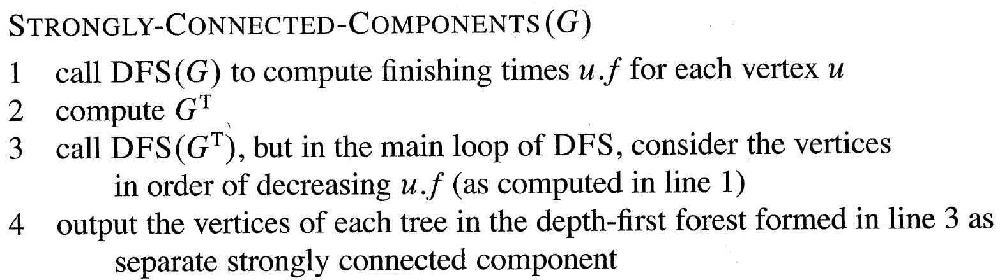 STRONGLY-CONNECTED-COMPONENTS(G)
1 call DFS(G) to compute finishing times u.f for each vertex u
2 compute Gᵀ
3 call DFS(Gᵀ), but in the main loop of DFS, consider the vertices
in order of decreasing u.f (as computed in line 1)
4 output the vertices of each tree in the depth-first forest formed in line 3 as
separate strongly connected component